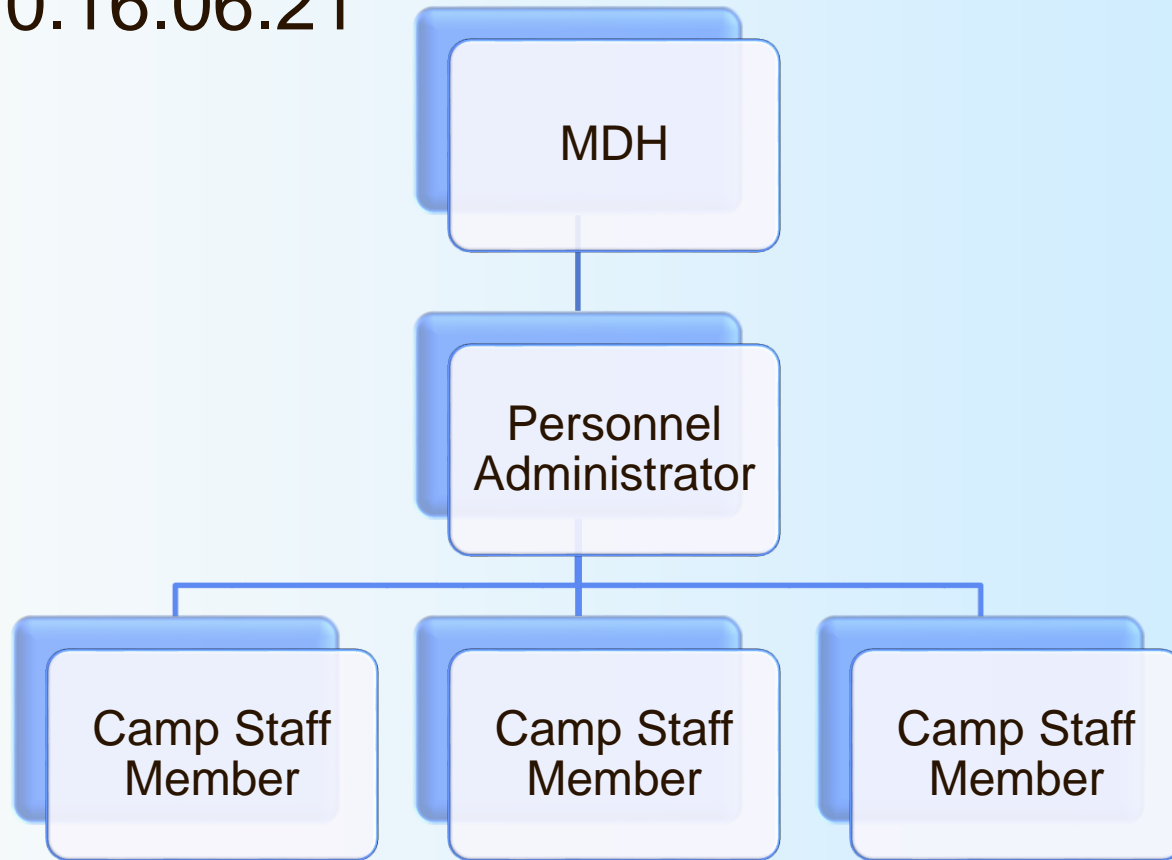 0.16.06.21
MDH
Personnel
Administrator
Camp Staff
Member
Camp Staff
Member
Camp Staff
Member